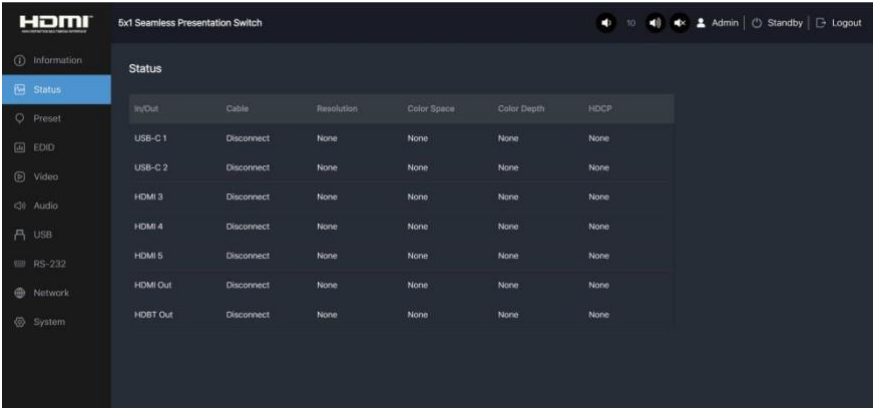 HDMI
HIGH-DEFINITION MULTIMEDIA INTERFACE
5x1 Seamless Presentation Switch
10
Admin
Standby
Logout
Information
Status
Preset
EDID
Video
Audio
USB
RS-232
Network
System
Status
In/Out Cable Resolution Color Space Color Depth HDCP
USB-C 1 Disconnect None None None None
USB-C 2 Disconnect None None None None
HDMI 3 Disconnect None None None None
HDMI 4 Disconnect None None None None
HDMI 5 Disconnect None None None None
HDMI Out Disconnect None None None None
HDBT Out Disconnect None None None None